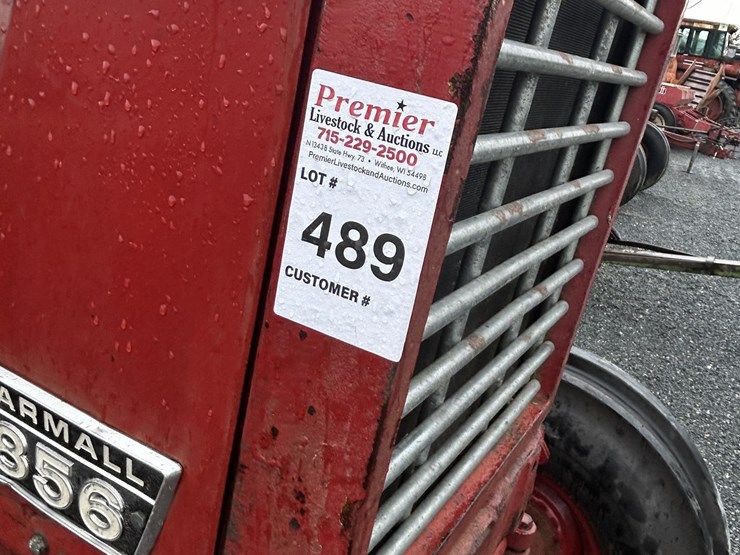 Premier
Livestock & Auctions LLC
715-229-2500
N13438 State Hwy. 73 • Withee, WI 54498
PremierLivestockandAuctions.com
LOT #
489
CUSTOMER #
ARMALL
856